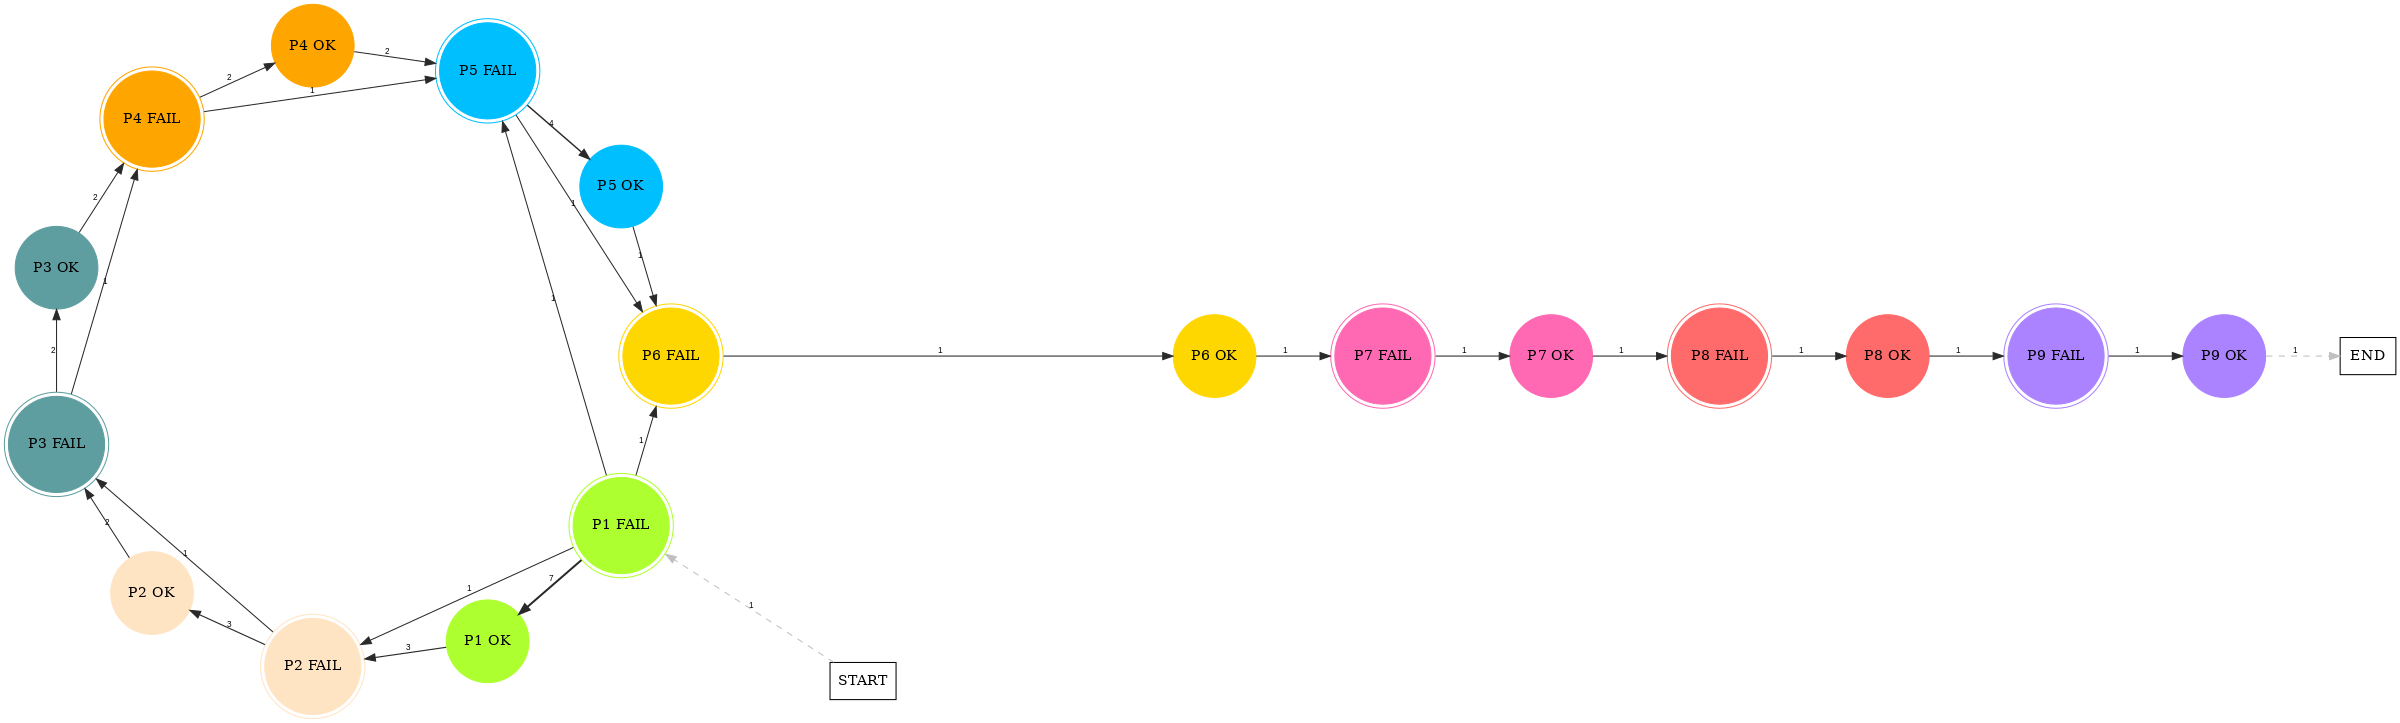 P4 OK
2
P5 FAIL
2
P4 FAIL
1
4
P5 OK
2
1
P3 OK
1
1
1
2
P6 FAIL
1
P6 OK
1
P7 FAIL
1
P7 OK
1
P8 FAIL
1
P8 OK
1
P9 FAIL
1
P9 OK
1
END
1
P3 FAIL
1
2
P1 FAIL
1
7
1
P2 OK
3
1
P1 OK
3
P2 FAIL
START